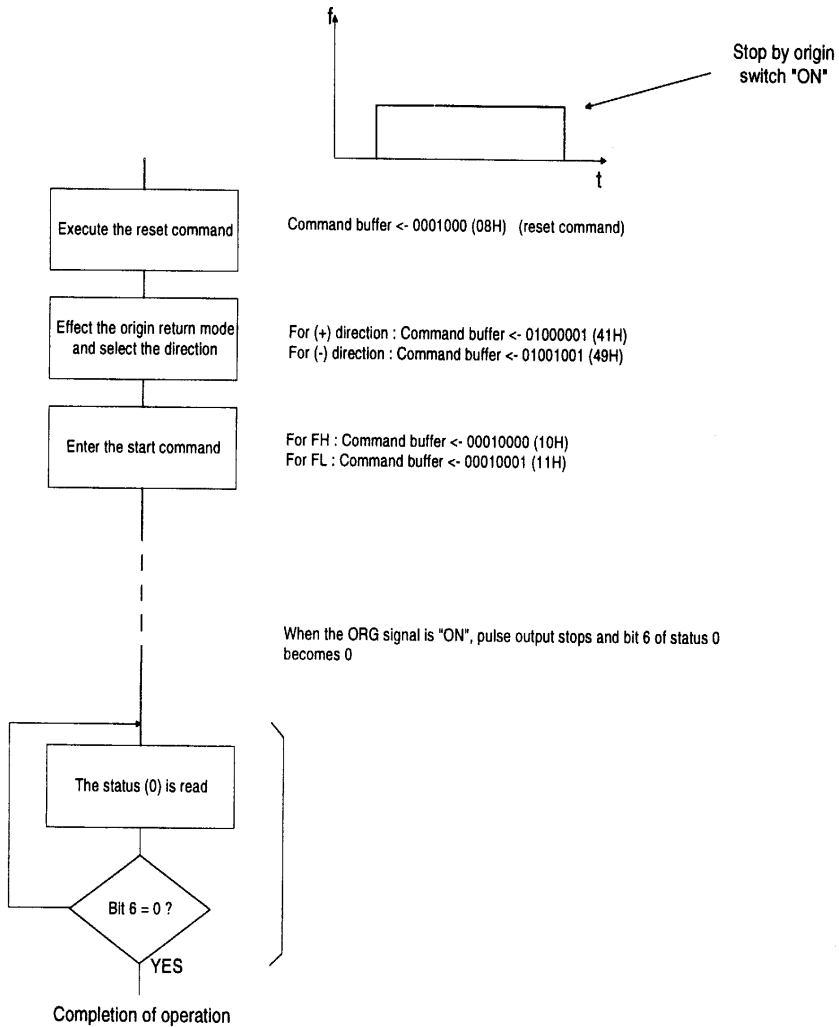 f
Stop by origin
switch "ON"
t
Execute the reset command
Command buffer <- 0001000 (08H) (reset command)
Effect the origin return mode
and select the direction
For (+) direction : Command buffer <- 01000001 (41H)
For (-) direction : Command buffer <- 01001001 (49H)
Enter the start command
For FH : Command buffer <- 00010000 (10H)
For FL : Command buffer <- 00010001 (11H)
When the ORG signal is "ON", pulse output stops and bit 6 of status 0
becomes 0
The status (0) is read
Bit 6 = 0 ?
YES
Completion of operation